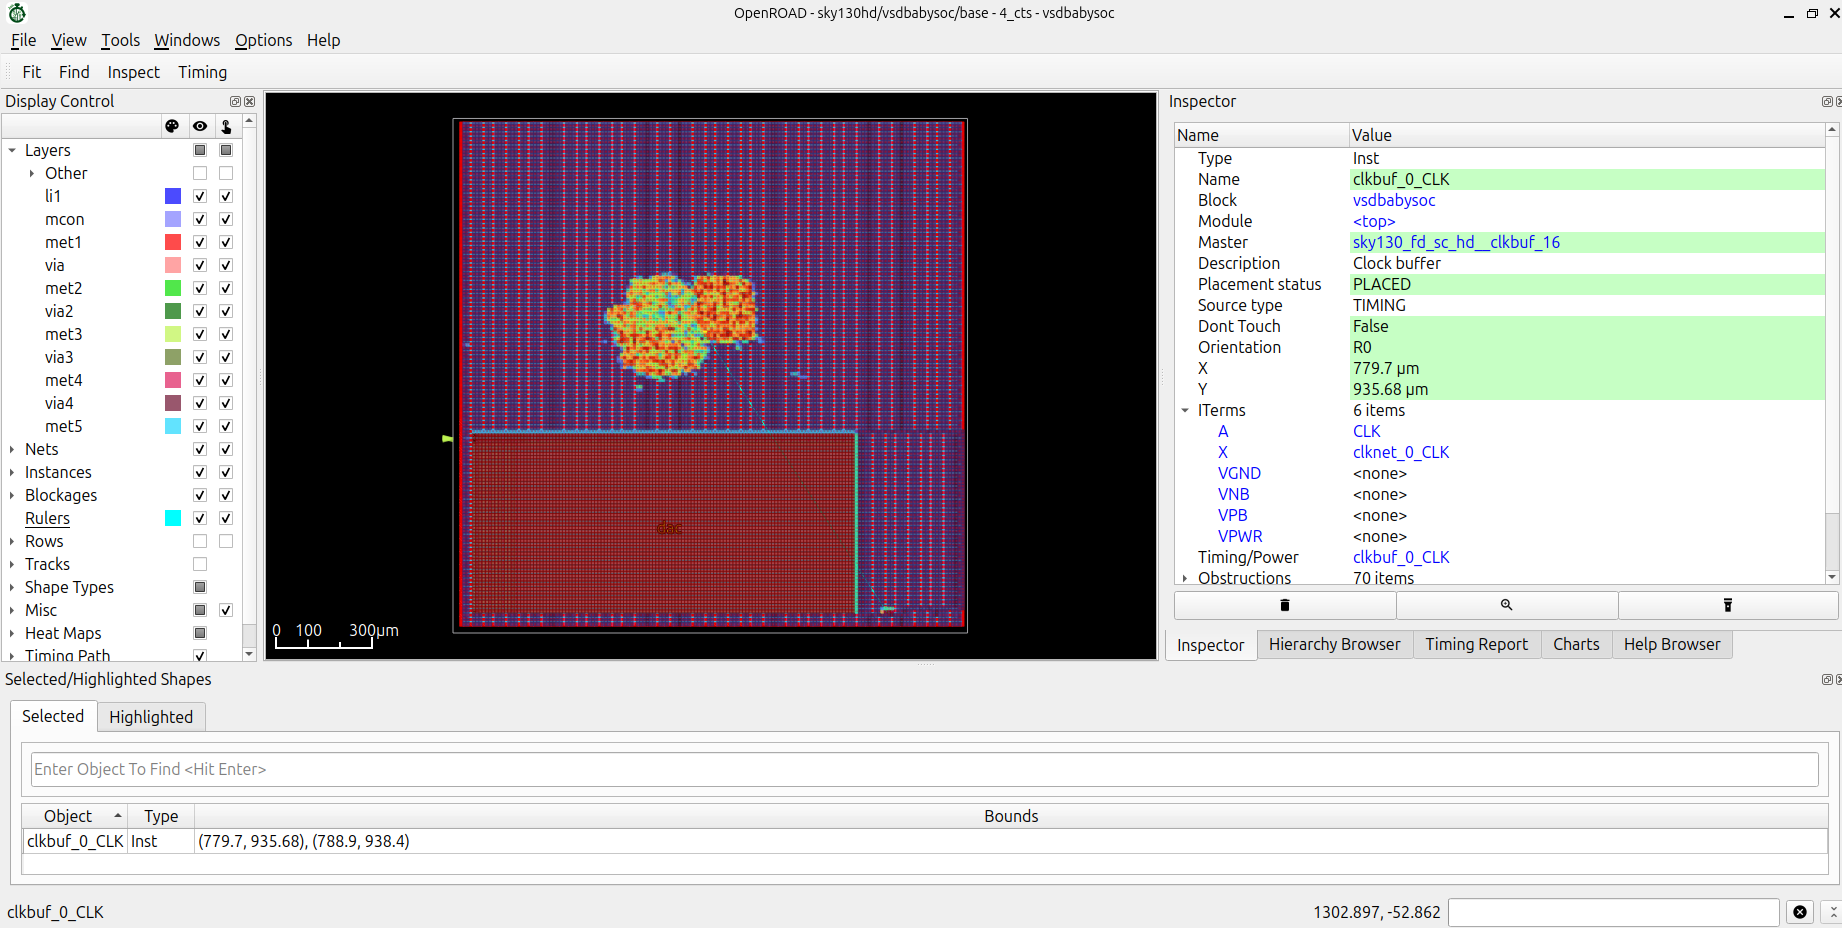 OpenROAD - sky130hd/vsdbabysoc/base - 4_cts - vsdbabysoc
File View Tools Windows Options Help
Fit Find Inspect Timing
Display Control
Layers
Other
li1
mcon
met1
via
met2
via2
met3
via3
met4
via4
met5
Nets
Instances
Blockages
Rulers
Rows
Tracks
Shape Types
Misc
Heat Maps
Timing Path
dac
0 100 300μm
Inspector
Name Value
Type Inst
Name clkbuf_0_CLK
Block vsdbabysoc
Module <top>
Master sky130_fd_sc_hd__clkbuf_16
Description Clock buffer
Placement status PLACED
Source type TIMING
Dont Touch False
Orientation R0
X 779.7 μm
Y 935.68 μm
ITerms 6 items
A CLK
X clknet_0_CLK
VGND <none>
VNB <none>
VPB <none>
VPWR <none>
Timing/Power clkbuf_0_CLK
Obstructions 70 items
Inspector Hierarchy Browser Timing Report Charts Help Browser
Selected/Highlighted Shapes
Selected Highlighted
Enter Object To Find <Hit Enter>
Object Type Bounds
clkbuf_0_CLK Inst (779.7, 935.68), (788.9, 938.4)
clkbuf_0_CLK 1302.897, -52.862